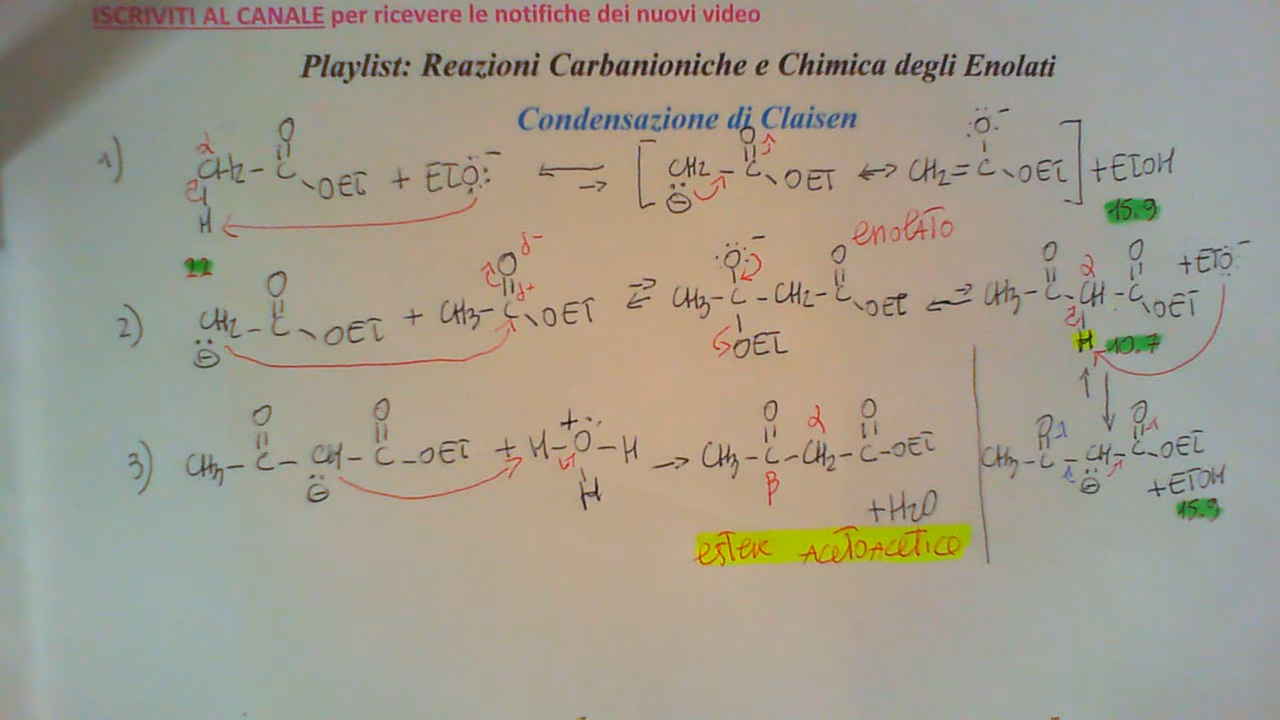 ISCRIVITI AL CANALE per ricevere le notifiche dei nuovi video
Playlist: Reazioni Carbanioniche e Chimica degli Enolati
Condensazione di Claisen
1) α CH2 - C O OEt H + EtO:⁻ ⇌ [ CH2 ⊖ - C O OEt ↔ CH2 = C :O:⁻ OEt ] + EtOH
22 15.9
enolato
2) CH2 ⊖ - C O OEt + CH3 - C δ+ O δ- OEt ⇌ CH3 - C :O:⁻ OEt - CH2 - C O OEt ⇌ CH3 - C O - CH α H - C O OEt + EtO⁻
10.7
3) CH3 - C O - CH ⊖ - C O - OEt + H - O + - H H → CH3 - C O β - CH2 α - C O - OEt
+ H2O
ester acetoacetico
CH3 - C O - CH ⊖ - C O - OEt
+ EtOH
15.9